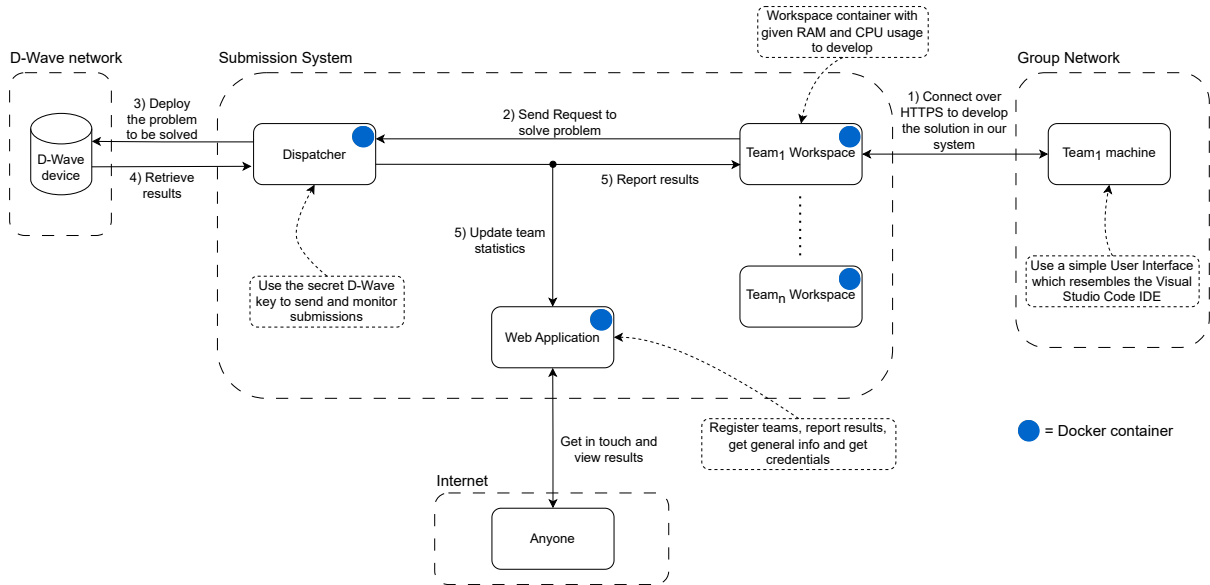 Workspace container with
given RAM and CPU usage
to develop
D-Wave network
Submission System
Group Network
3) Deploy
the problem
to be solved
2) Send Request to
solve problem
1) Connect over
HTTPS to develop
the solution in our
system
D-Wave
device
Dispatcher
Team1 Workspace
Team1 machine
4) Retrieve
results
5) Report results
5) Update team
statistics
Use the secret D-Wave
key to send and monitor
submissions
Use a simple User Interface
which resembles the Visual
Studio Code IDE
Teamn Workspace
Web Application
Register teams, report results,
get general info and get
credentials
= Docker container
Get in touch and
view results
Internet
Anyone